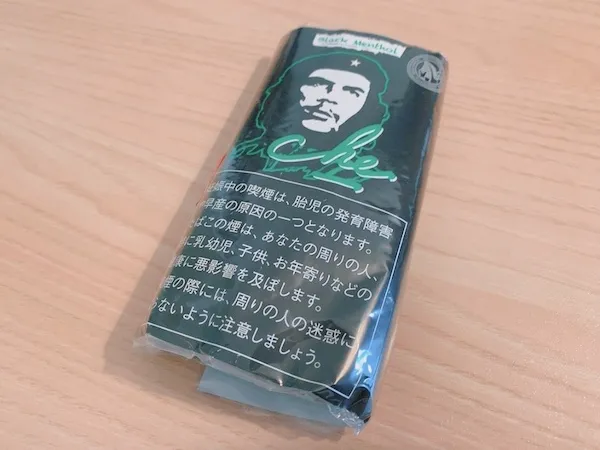 Black Menthol
Che
娠中の喫煙は、胎児の発育障害
早産の原因の一つとなります。
ばこの煙は、あなたの周りの人、
に乳幼児、子供、お年寄りなどの
康に悪影響を及ぼします。
煙の際には、周りの人の迷惑に
らないように注意しましょう。